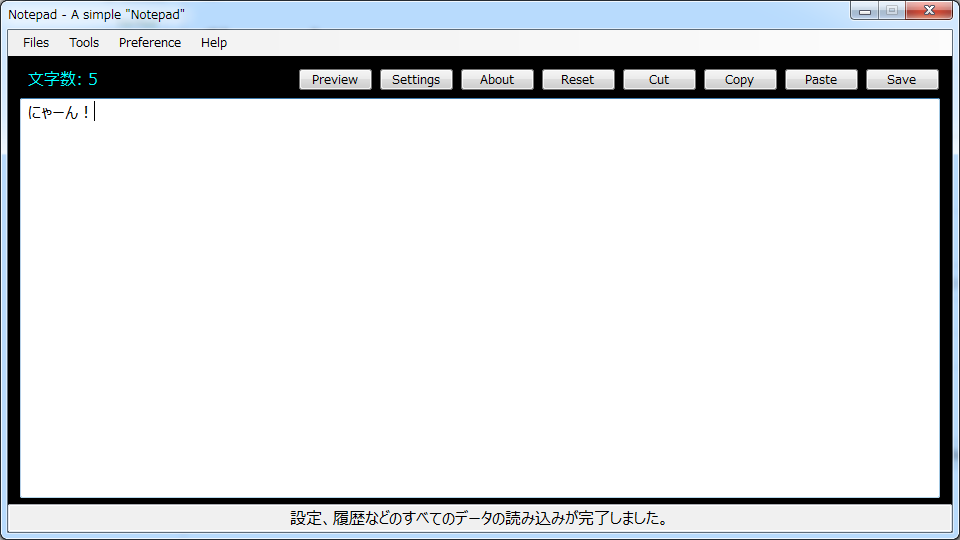 Notepad - A simple "Notepad"
Files Tools Preference Help
文字数: 5 Preview Settings About Reset Cut Copy Paste Save
にゃーん！
設定、履歴などのすべてのデータの読み込みが完了しました。